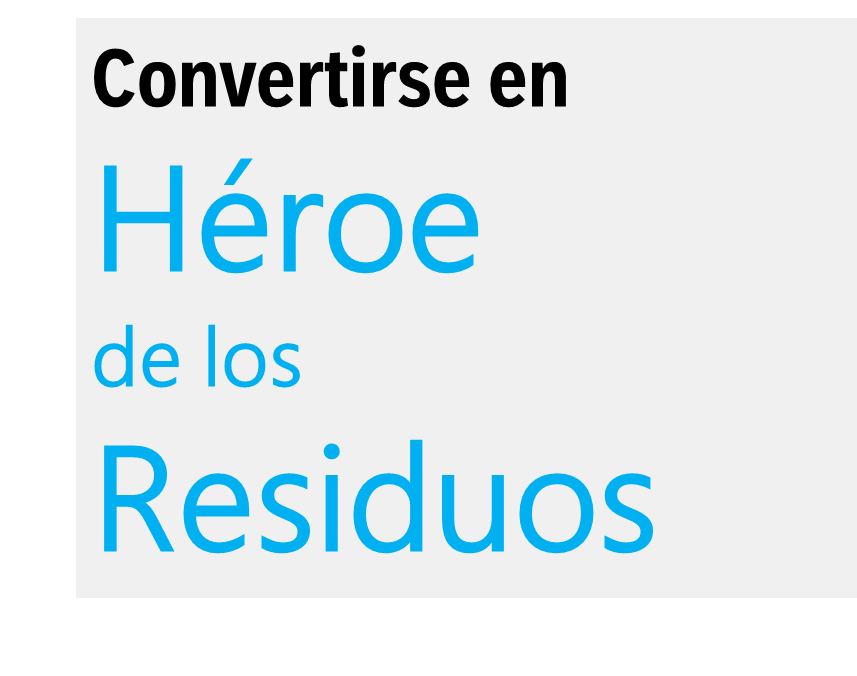 Convertirse en
Héroe
de los
Residuos